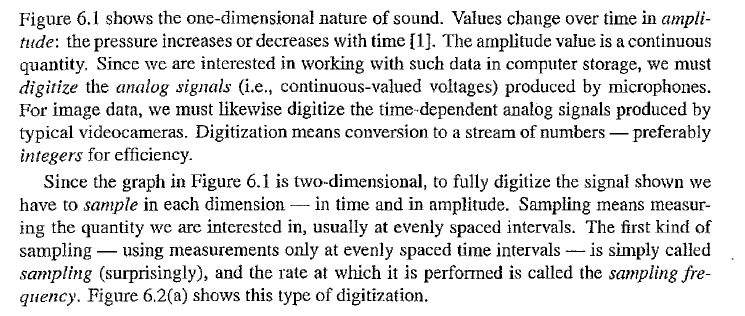 Figure 6.1 shows the one-dimensional nature of sound. Values change over time in ampli-
tude: the pressure increases or decreases with time [1]. The amplitude value is a continuous
quantity. Since we are interested in working with such data in computer storage, we must
digitize the analog signals (i.e., continuous-valued voltages) produced by microphones.
For image data, we must likewise digitize the time-dependent analog signals produced by
typical videocameras. Digitization means conversion to a stream of numbers — preferably
integers for efficiency.
Since the graph in Figure 6.1 is two-dimensional, to fully digitize the signal shown we
have to sample in each dimension — in time and in amplitude. Sampling means measur-
ing the quantity we are interested in, usually at evenly spaced intervals. The first kind of
sampling — using measurements only at evenly spaced time intervals — is simply called
sampling (surprisingly), and the rate at which it is performed is called the sampling fre-
quency. Figure 6.2(a) shows this type of digitization.